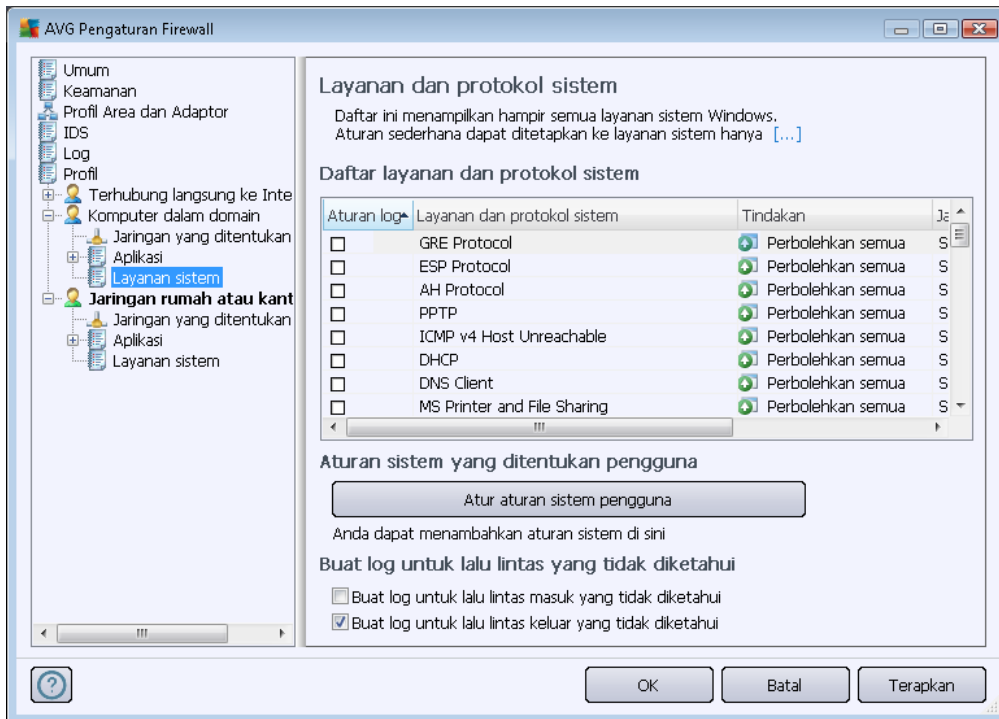 AVG Pengaturan Firewall
Umum
Keamanan
Profil Area dan Adaptor
IDS
Log
Profil
Terhubung langsung ke Inte
Komputer dalam domain
Jaringan yang ditentukan
Aplikasi
Layanan sistem
Jaringan rumah atau kant
Jaringan yang ditentukan
Aplikasi
Layanan sistem
Layanan dan protokol sistem
Daftar ini menampilkan hampir semua layanan sistem Windows.
Aturan sederhana dapat ditetapkan ke layanan sistem hanya [...]
Daftar layanan dan protokol sistem
Aturan log Layanan dan protokol sistem Tindakan Ja
GRE Protocol Perbolehkan semua S
ESP Protocol Perbolehkan semua S
AH Protocol Perbolehkan semua S
PPTP Perbolehkan semua S
ICMP v4 Host Unreachable Perbolehkan semua S
DHCP Perbolehkan semua S
DNS Client Perbolehkan semua S
MS Printer and File Sharing Perbolehkan semua S
Aturan sistem yang ditentukan pengguna
Atur aturan sistem pengguna
Anda dapat menambahkan aturan sistem di sini
Buat log untuk lalu lintas yang tidak diketahui
Buat log untuk lalu lintas masuk yang tidak diketahui
Buat log untuk lalu lintas keluar yang tidak diketahui
OK Batal Terapkan